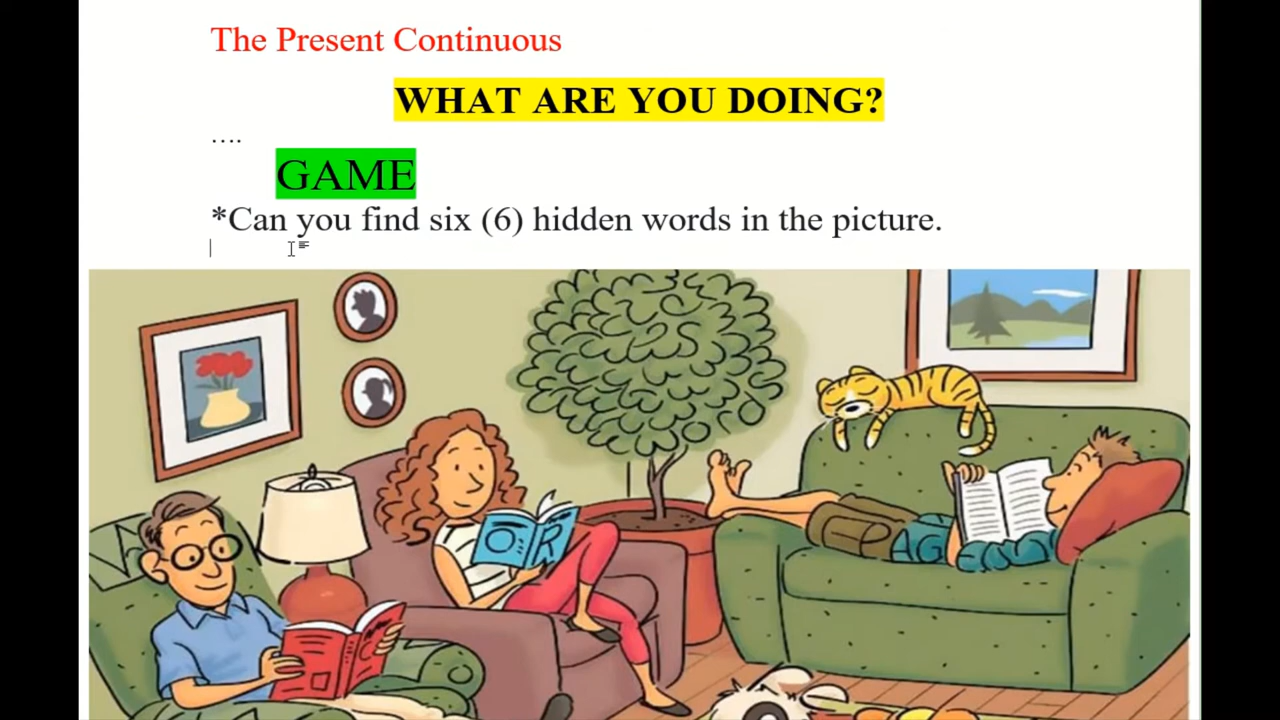 The Present Continuous
WHAT ARE YOU DOING?
....
GAME
*Can you find six (6) hidden words in the picture.